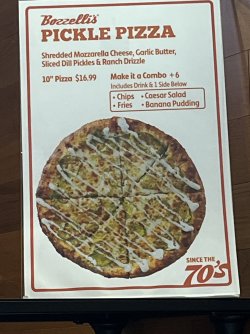 Bozzelli's
PICKLE PIZZA
Shredded Mozzarella Cheese, Garlic Butter,
Sliced Dill Pickles & Ranch Drizzle
10" Pizza $16.99
Make it a Combo +6
Includes Drink & 1 Side Below
• Chips • Caesar Salad
• Fries • Banana Pudding
SINCE THE
70's